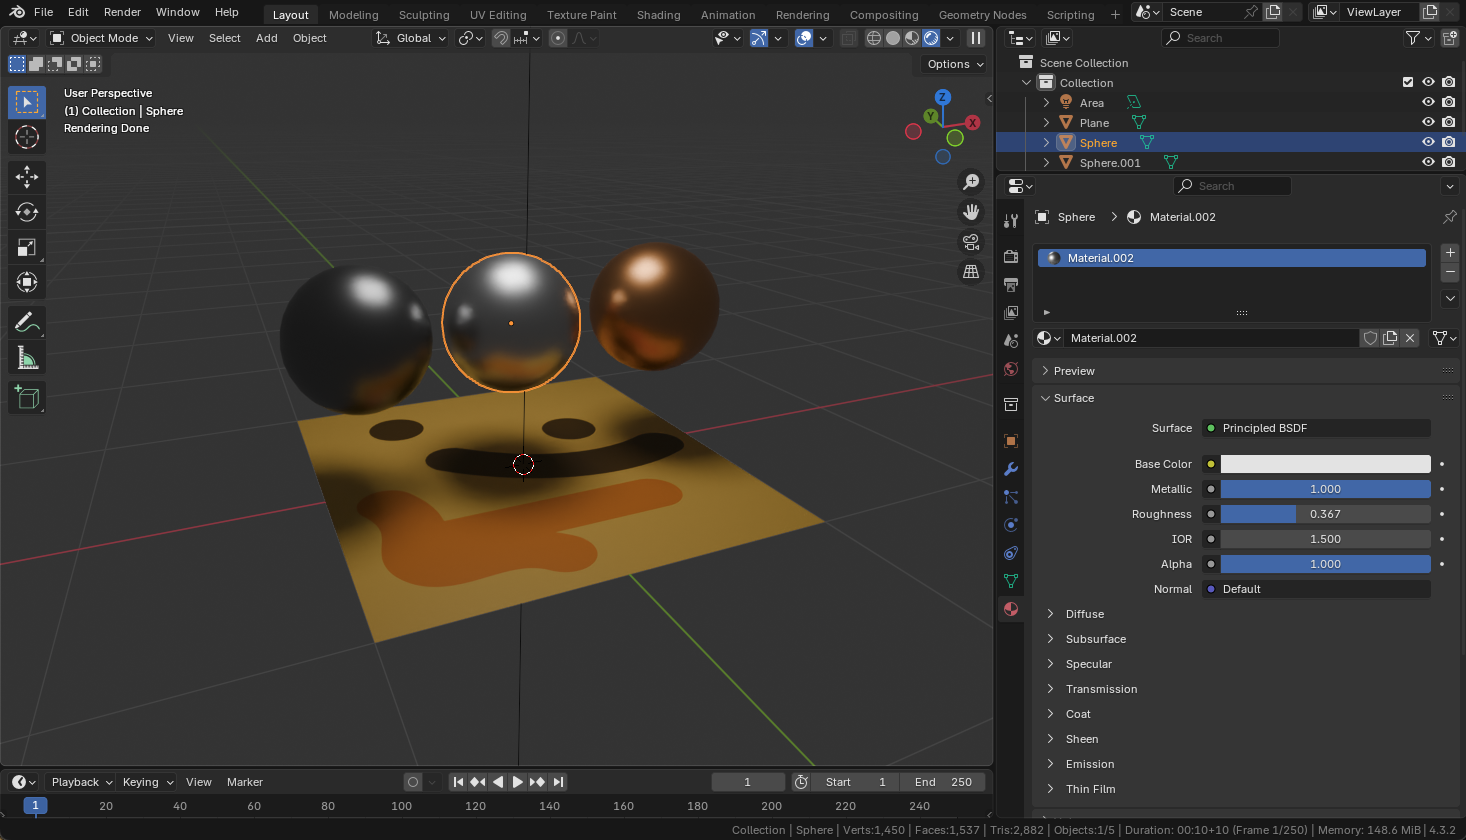 File Edit Render Window Help Layout Modeling Sculpting UV Editing Texture Paint Shading Animation Rendering Compositing Geometry Nodes Scripting + Scene ViewLayer
Object Mode View Select Add Object Global Search
Options
User Perspective
(1) Collection | Sphere
Rendering Done
Z
Y
X
Scene Collection
Collection
Area
Plane
Sphere
Sphere.001
Search
Sphere > Material.002
Material.002
Material.002
Preview
Surface
Surface Principled BSDF
Base Color
Metallic 1.000
Roughness 0.367
IOR 1.500
Alpha 1.000
Normal Default
Diffuse
Subsurface
Specular
Transmission
Coat
Sheen
Emission
Thin Film
Playback Keying View Marker 1 Start 1 End 250
1 20 40 60 80 100 120 140 160 180 200 220 240
Collection | Sphere | Verts:1,450 | Faces:1,537 | Tris:2,882 | Objects:1/5 | Duration: 00:10+10 (Frame 1/250) | Memory: 148.6 MiB | 4.3.2